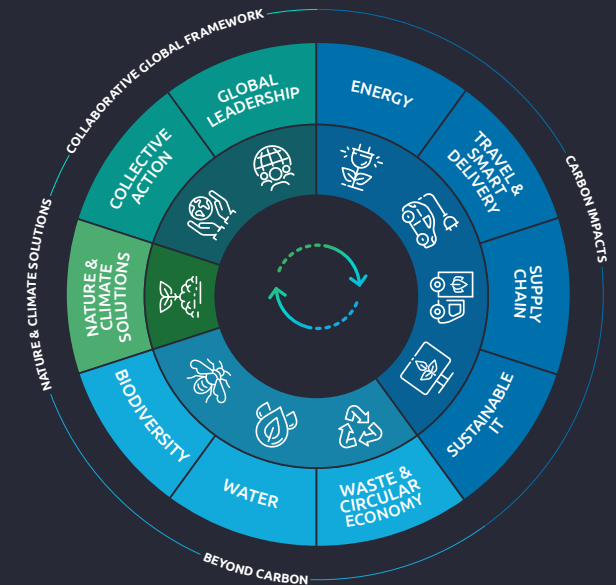 COLLABORATIVE GLOBAL FRAMEWORK
GLOBAL
LEADERSHIP
ENERGY
COLLECTIVE
ACTION
TRAVEL &
SMART
DELIVERY
CARBON IMPACTS
NATURE & CLIMATE SOLUTIONS
NATURE &
CLIMATE
SOLUTIONS
SUPPLY
CHAIN
BIODIVERSITY
SUSTAINABLE
IT
WATER
WASTE &
CIRCULAR
ECONOMY
BEYOND CARBON